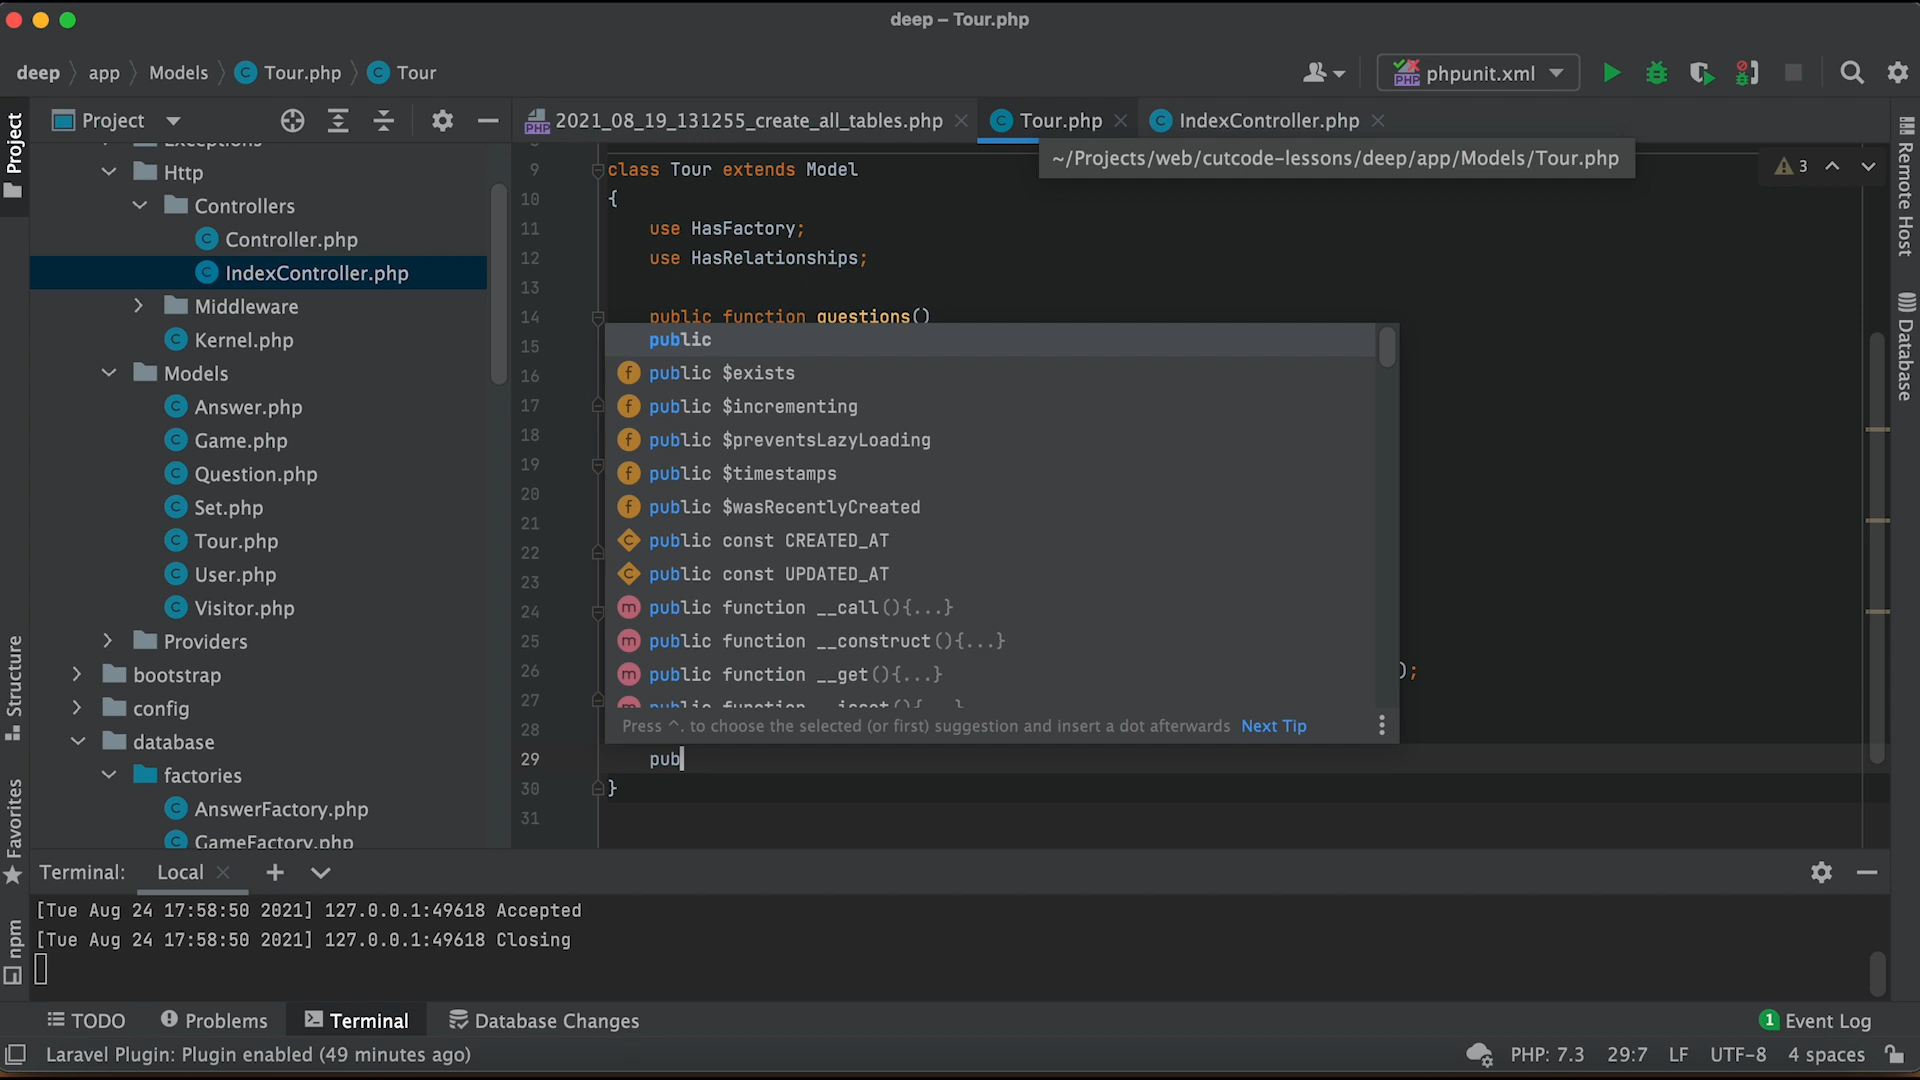 deep – Tour.php
deep app Models Tour.php Tour
phpunit.xml
Project
2021_08_19_131255_create_all_tables.php
Tour.php
IndexController.php
~/Projects/web/cutcode-lessons/deep/app/Models/Tour.php
3
Project
Structure
Favorites
npm
Remote Host
Database
Exceptions
Http
Controllers
Controller.php
IndexController.php
Middleware
Kernel.php
Models
Answer.php
Game.php
Question.php
Set.php
Tour.php
User.php
Visitor.php
Providers
bootstrap
config
database
factories
AnswerFactory.php
GameFactory.php
9 class Tour extends Model
10 {
11 use HasFactory;
12 use HasRelationships;
13
14 public function questions()
15
16
17
18
19
20
21
22
23
24
25
26 );
27
28
29 pub
30 }
31
public
public $exists
public $incrementing
public $preventsLazyLoading
public $timestamps
public $wasRecentlyCreated
public const CREATED_AT
public const UPDATED_AT
public function __call(){...}
public function __construct(){...}
public function __get(){...}
public function __isset(){...}
Press ^. to choose the selected (or first) suggestion and insert a dot afterwards Next Tip
Terminal: Local
[Tue Aug 24 17:58:50 2021] 127.0.0.1:49618 Accepted
[Tue Aug 24 17:58:50 2021] 127.0.0.1:49618 Closing
TODO Problems Terminal Database Changes 1 Event Log
Laravel Plugin: Plugin enabled (49 minutes ago) PHP: 7.3 29:7 LF UTF-8 4 spaces